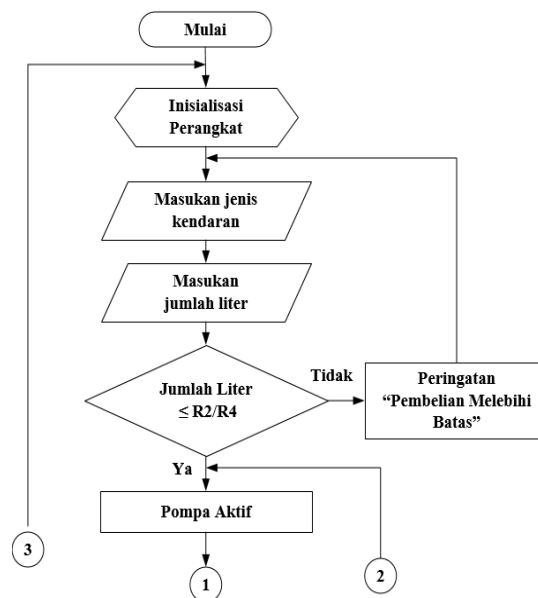 Mulai
Inisialisasi
Perangkat
Masukan jenis
kendaran
Masukan
jumlah liter
Jumlah Liter
≤ R2/R4
Tidak
Peringatan
“Pembelian Melebihi
Batas”
Ya
Pompa Aktif
3
1
2